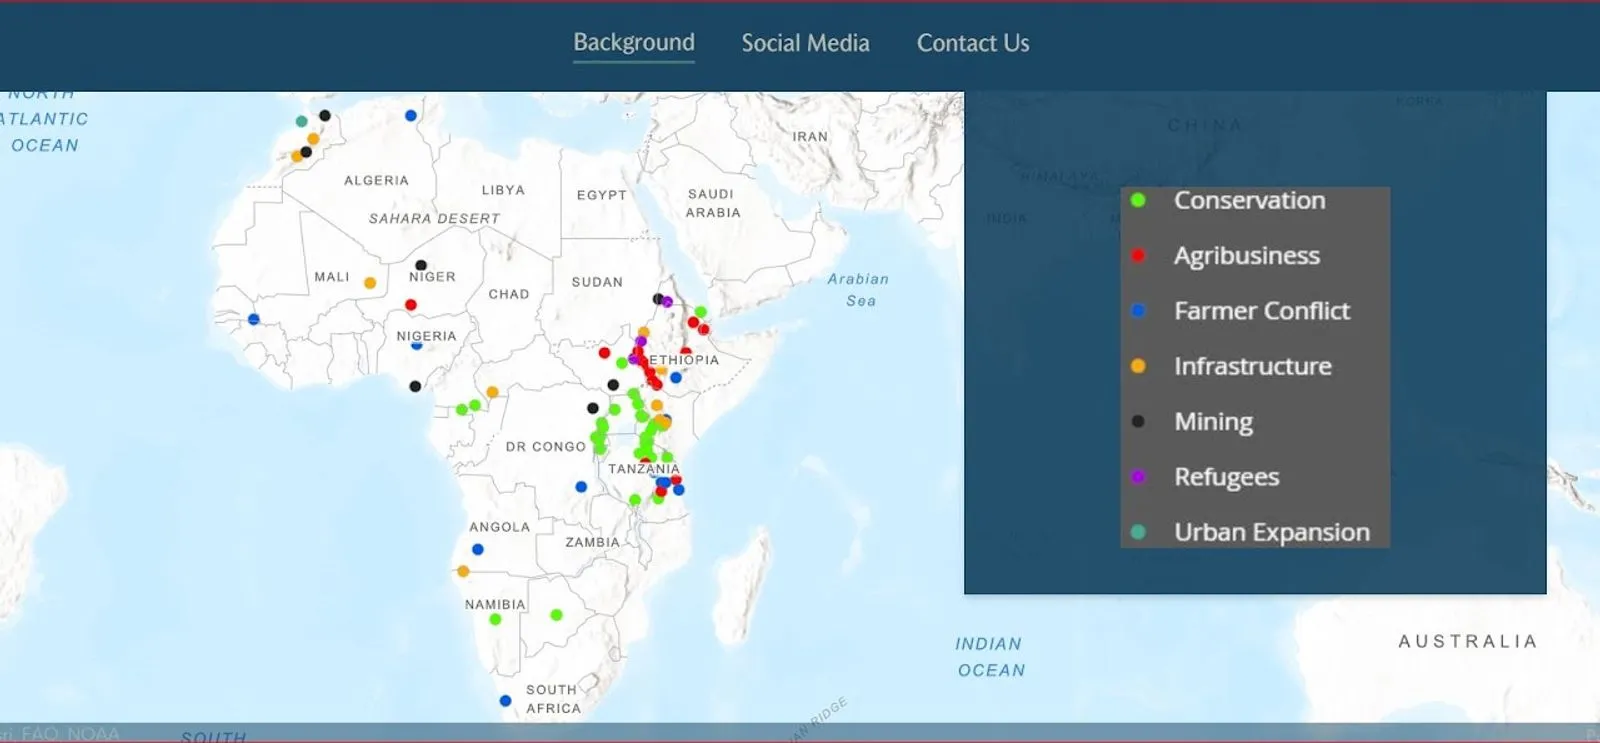 Background Social Media Contact Us
NORTH
ATLANTIC
OCEAN
IRAN
ALGERIA
LIBYA
EGYPT
SAUDI
ARABIA
SAHARA DESERT
MALI
NIGER
CHAD
SUDAN
Arabian
Sea
NIGERIA
ETHIOPIA
DR CONGO
TANZANIA
ANGOLA
ZAMBIA
NAMIBIA
SOUTH
AFRICA
KOREA
CHINA
HIMALAYA
INDIA
Conservation
Agribusiness
Farmer Conflict
Infrastructure
Mining
Refugees
Urban Expansion
INDIAN
OCEAN
AUSTRALIA
RIDGE
FAO, NOAA
SOUTH